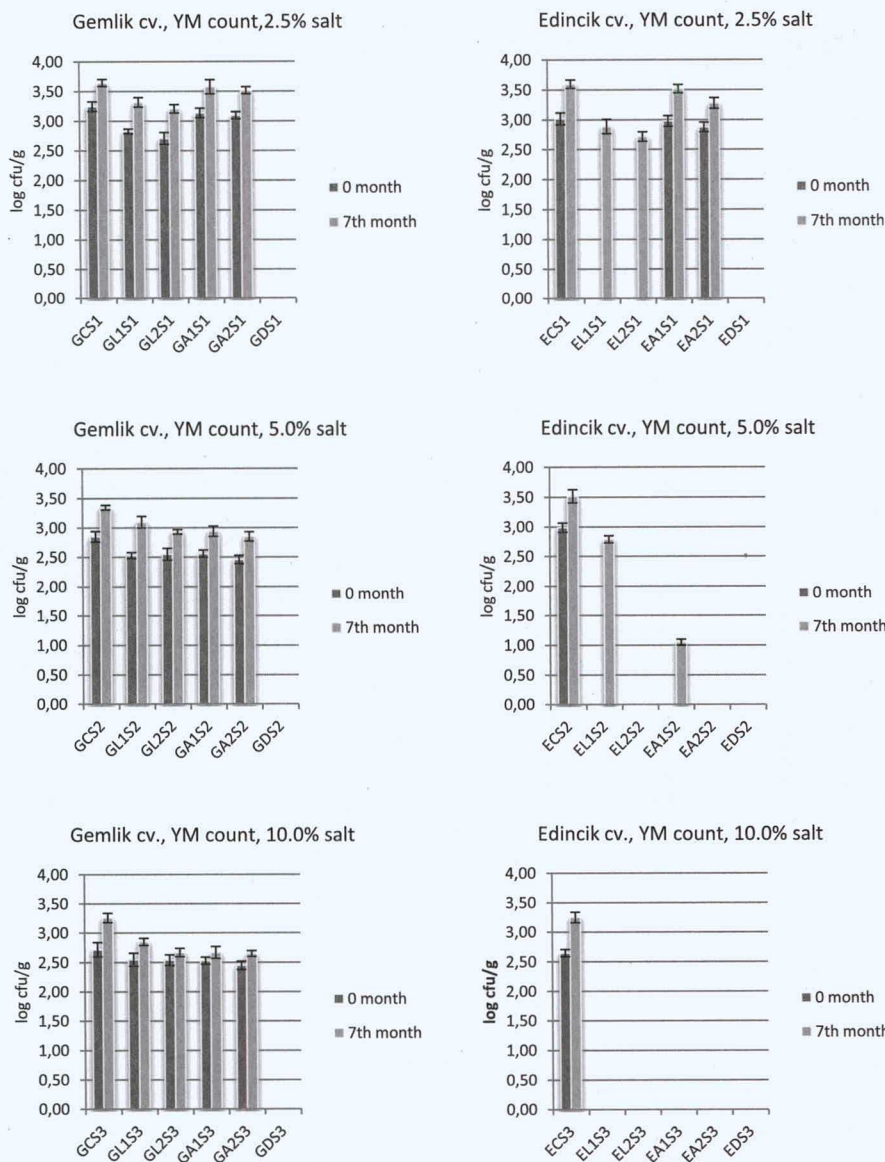 Gemlik cv., YM count,2.5% salt
4,00
3,50
3,00
2,50
2,00
1,50
1,00
0,50
0,00
log cfu/g
0 month
7th month
GCS1
GL1S1
GL2S1
GA1S1
GA2S1
GDS1
Edincik cv., YM count, 2.5% salt
4,00
3,50
3,00
2,50
2,00
1,50
1,00
0,50
0,00
log cfu/g
0 month
7th month
ECS1
EL1S1
EL2S1
EA1S1
EA2S1
EDS1
Gemlik cv., YM count, 5.0% salt
4,00
3,50
3,00
2,50
2,00
1,50
1,00
0,50
0,00
log cfu/g
0 month
7th month
GCS2
GL1S2
GL2S2
GA1S2
GA2S2
GDS2
Edincik cv., YM count, 5.0% salt
4,00
3,50
3,00
2,50
2,00
1,50
1,00
0,50
0,00
log cfu/g
0 month
7th month
ECS2
EL1S2
EL2S2
EA1S2
EA2S2
EDS2
Gemlik cv., YM count, 10.0% salt
4,00
3,50
3,00
2,50
2,00
1,50
1,00
0,50
0,00
log cfu/g
0 month
7th month
GCS3
GL1S3
GL2S3
GA1S3
GA2S3
GDS3
Edincik cv., YM count, 10.0% salt
4,00
3,50
3,00
2,50
2,00
1,50
1,00
0,50
0,00
log cfu/g
0 month
7th month
ECS3
EL1S3
EL2S3
EA1S3
EA2S3
EDS3